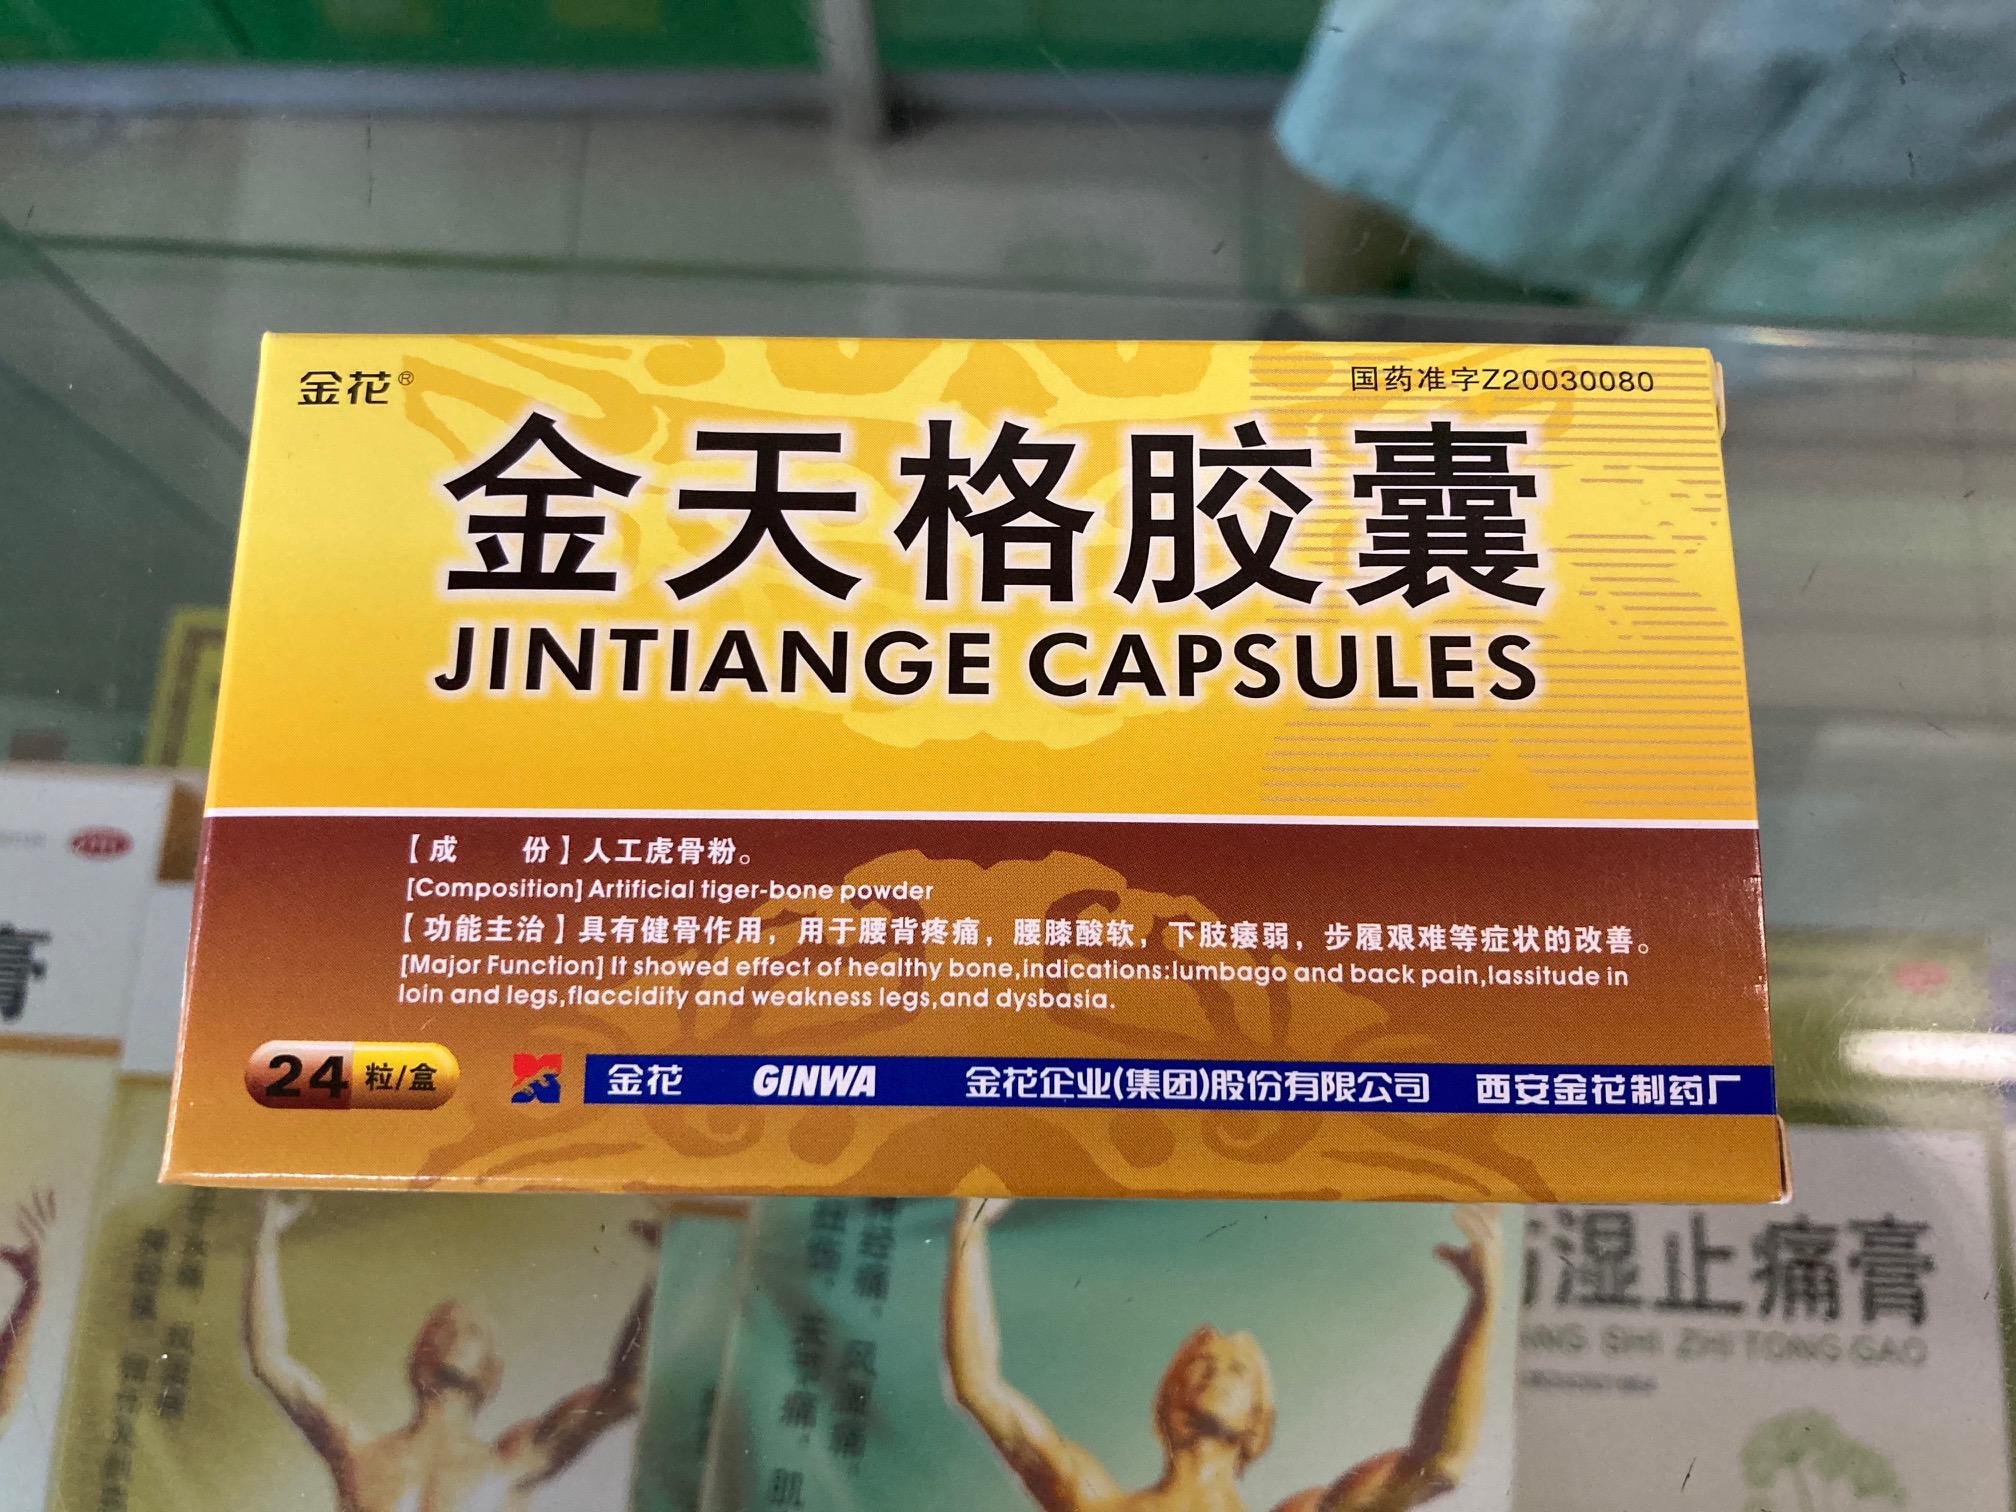 金花®
国药准字Z20030080
金天格胶囊
JINTIANGE CAPSULES
【成　　份】人工虎骨粉。
[Composition] Artificial tiger-bone powder
【功能主治】具有健骨作用，用于腰背疼痛，腰膝酸软，下肢痿弱，步履艰难等症状的改善。
[Major Function] It showed effect of healthy bone,indications:lumbago and back pain,lassitude in
loin and legs,flaccidity and weakness legs,and dysbasia.
24粒/盒
金花 GINWA 金花企业(集团)股份有限公司 西安金花制药厂
膏
湿止痛膏
SHI ZHI TONG GAO